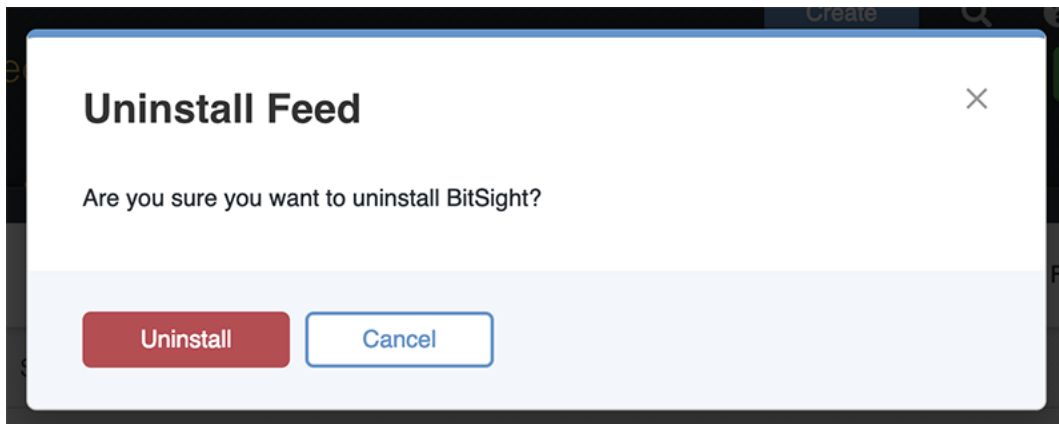 Create
Uninstall Feed
Are you sure you want to uninstall BitSight?
Uninstall
Cancel